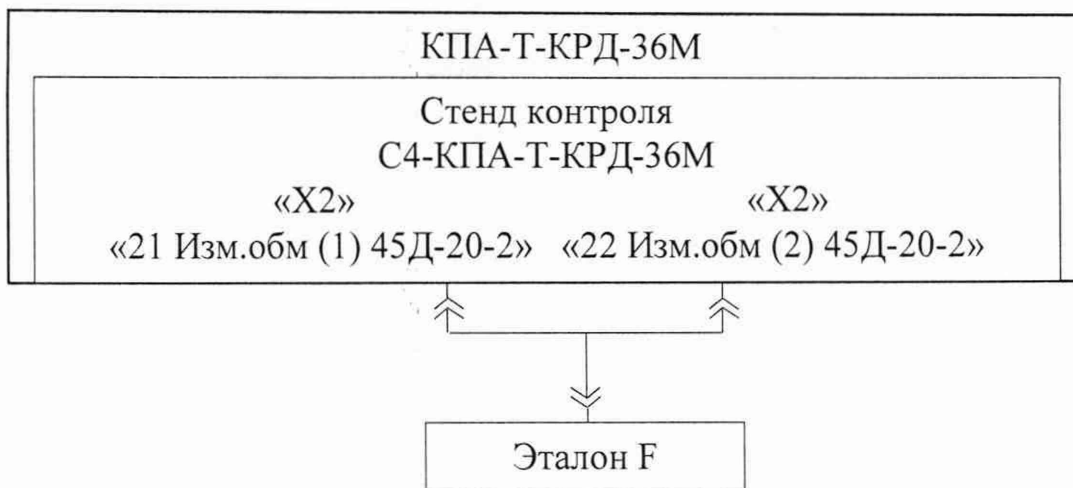 КПА-Т-КРД-36М
Стенд контроля
С4-КПА-Т-КРД-36М
«Х2» «Х2»
«21 Изм.обм (1) 45Д-20-2» «22 Изм.обм (2) 45Д-20-2»
Эталон F